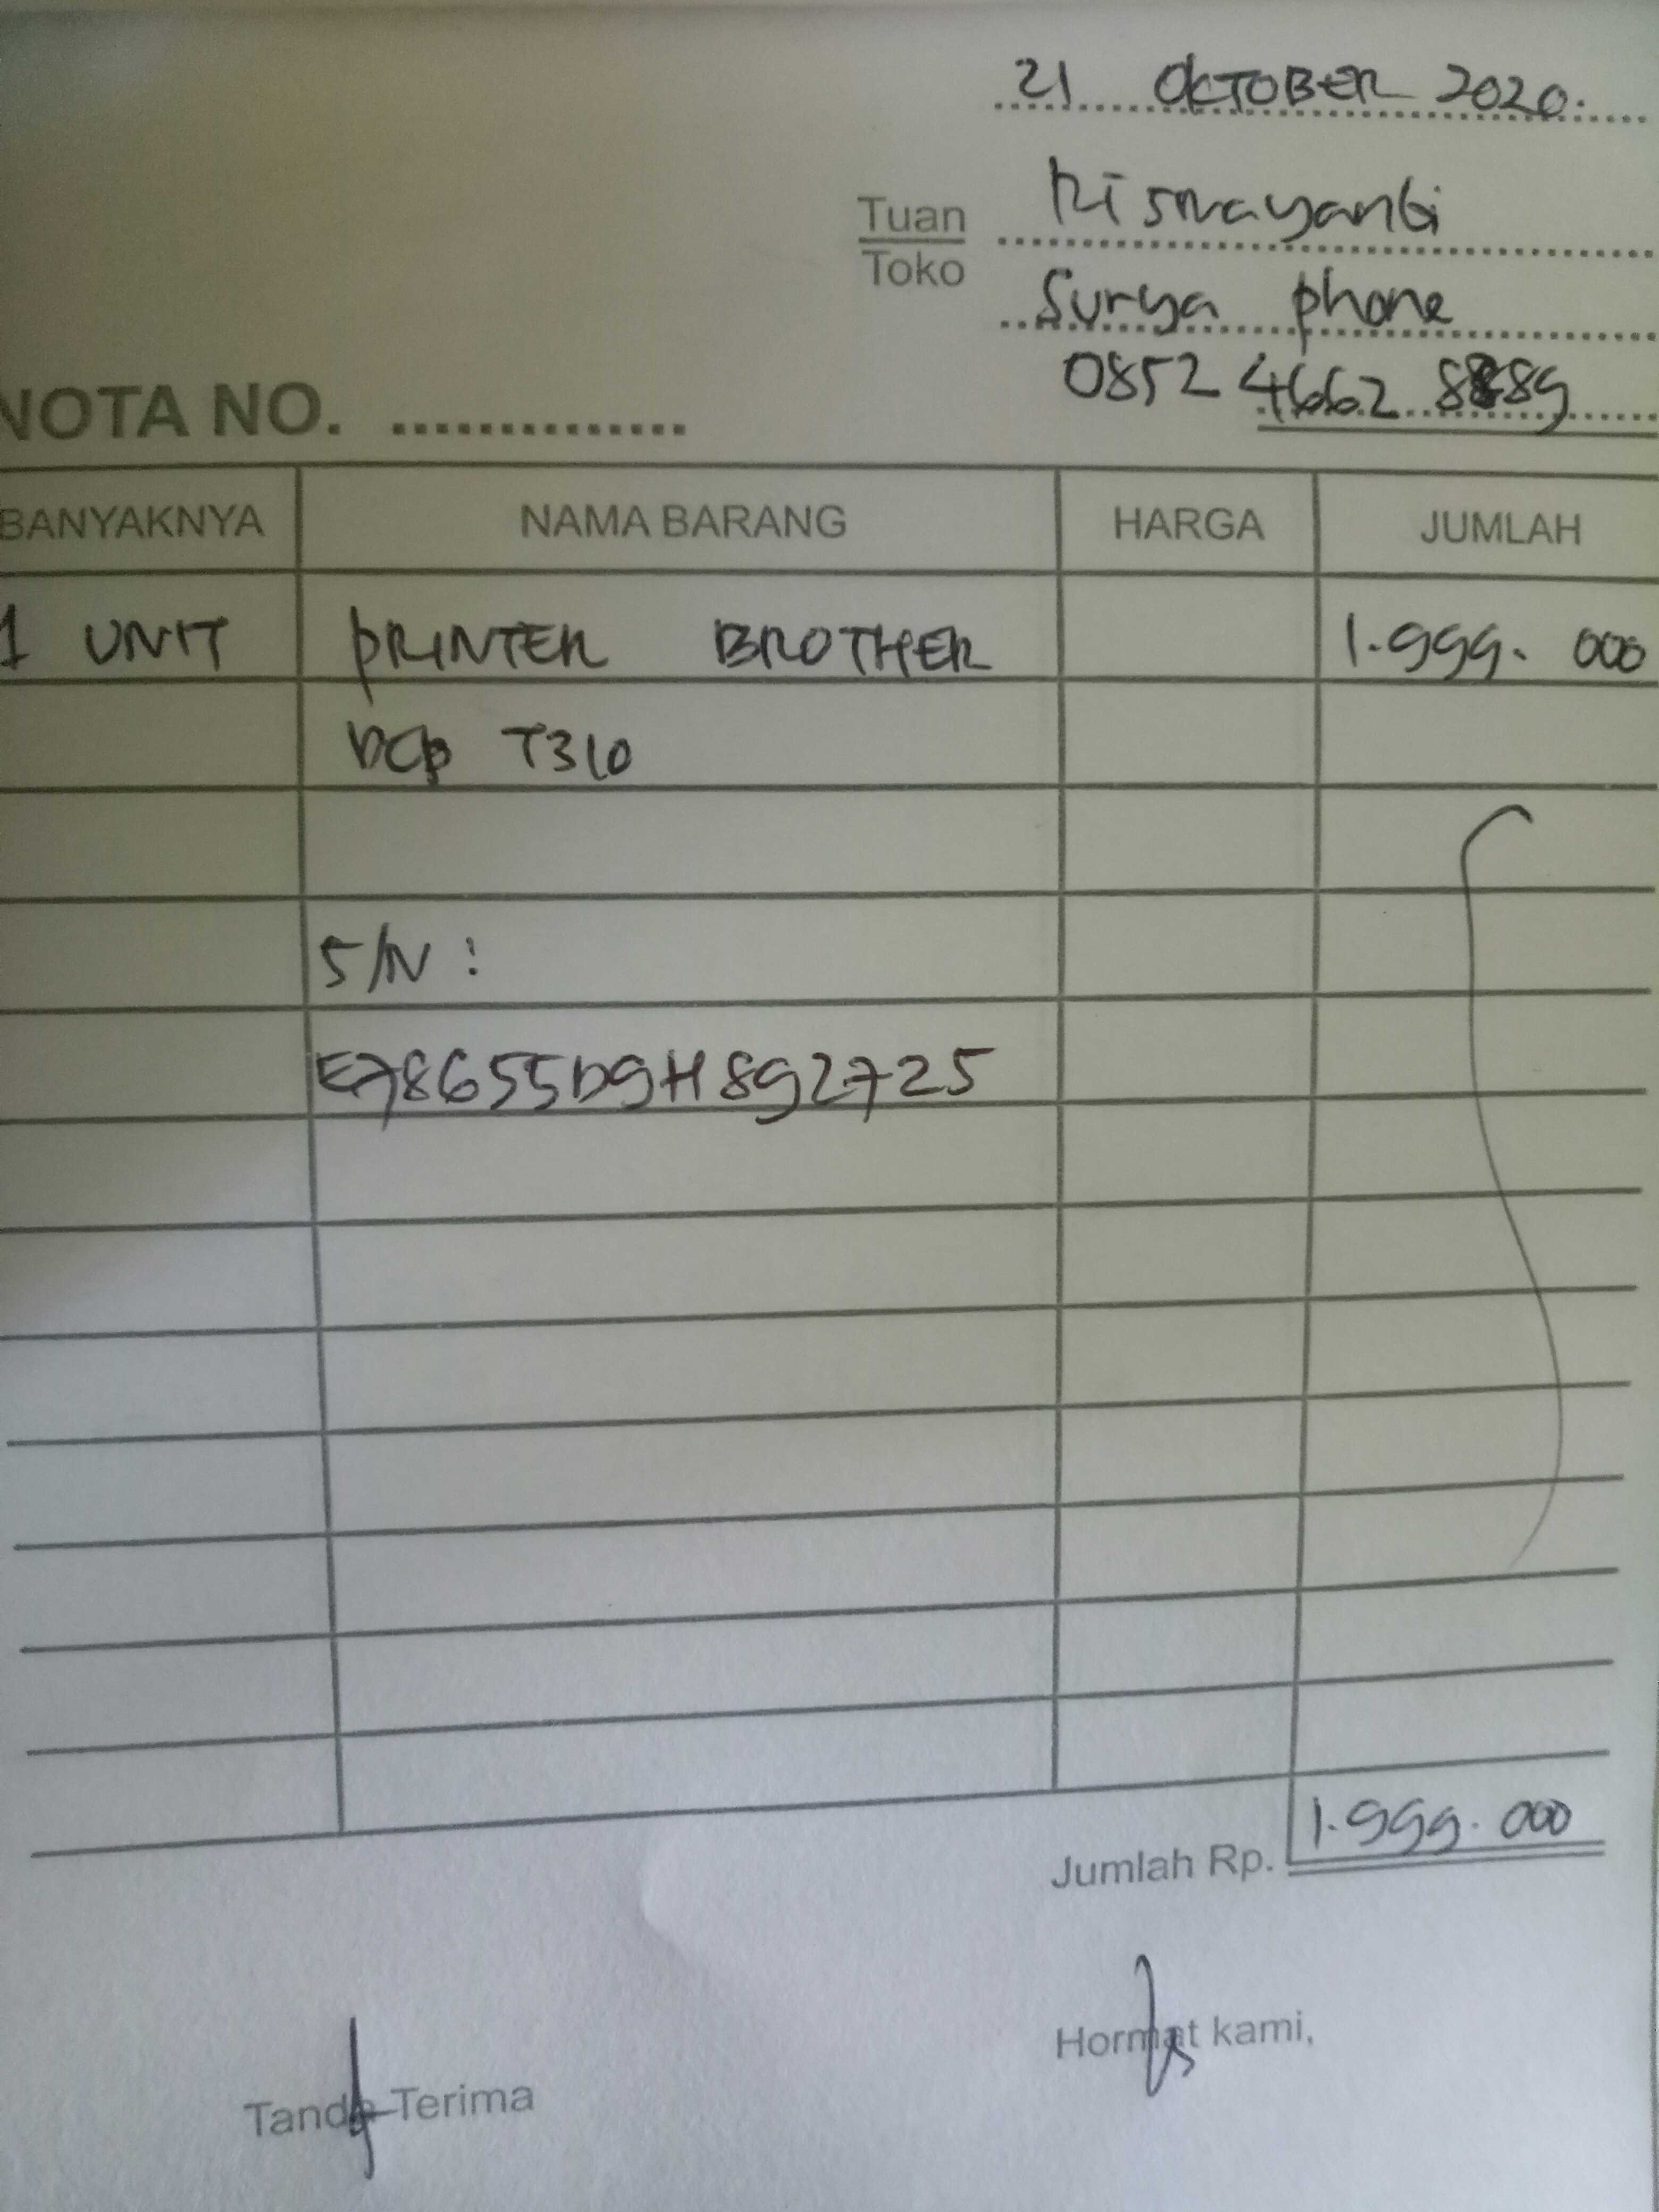 21 OKTOBER 2020.
Tuan Rismayanti
Toko Surya phone
0852 4662 8889
NOTA NO. ...............
BANYAKNYA NAMA BARANG HARGA JUMLAH
1 UNIT PRINTER BROTHER 1.999.000
DCP T310
S/N :
E78655D9H892725
Jumlah Rp. 1.999.000
Hormat kami,
Tanda Terima